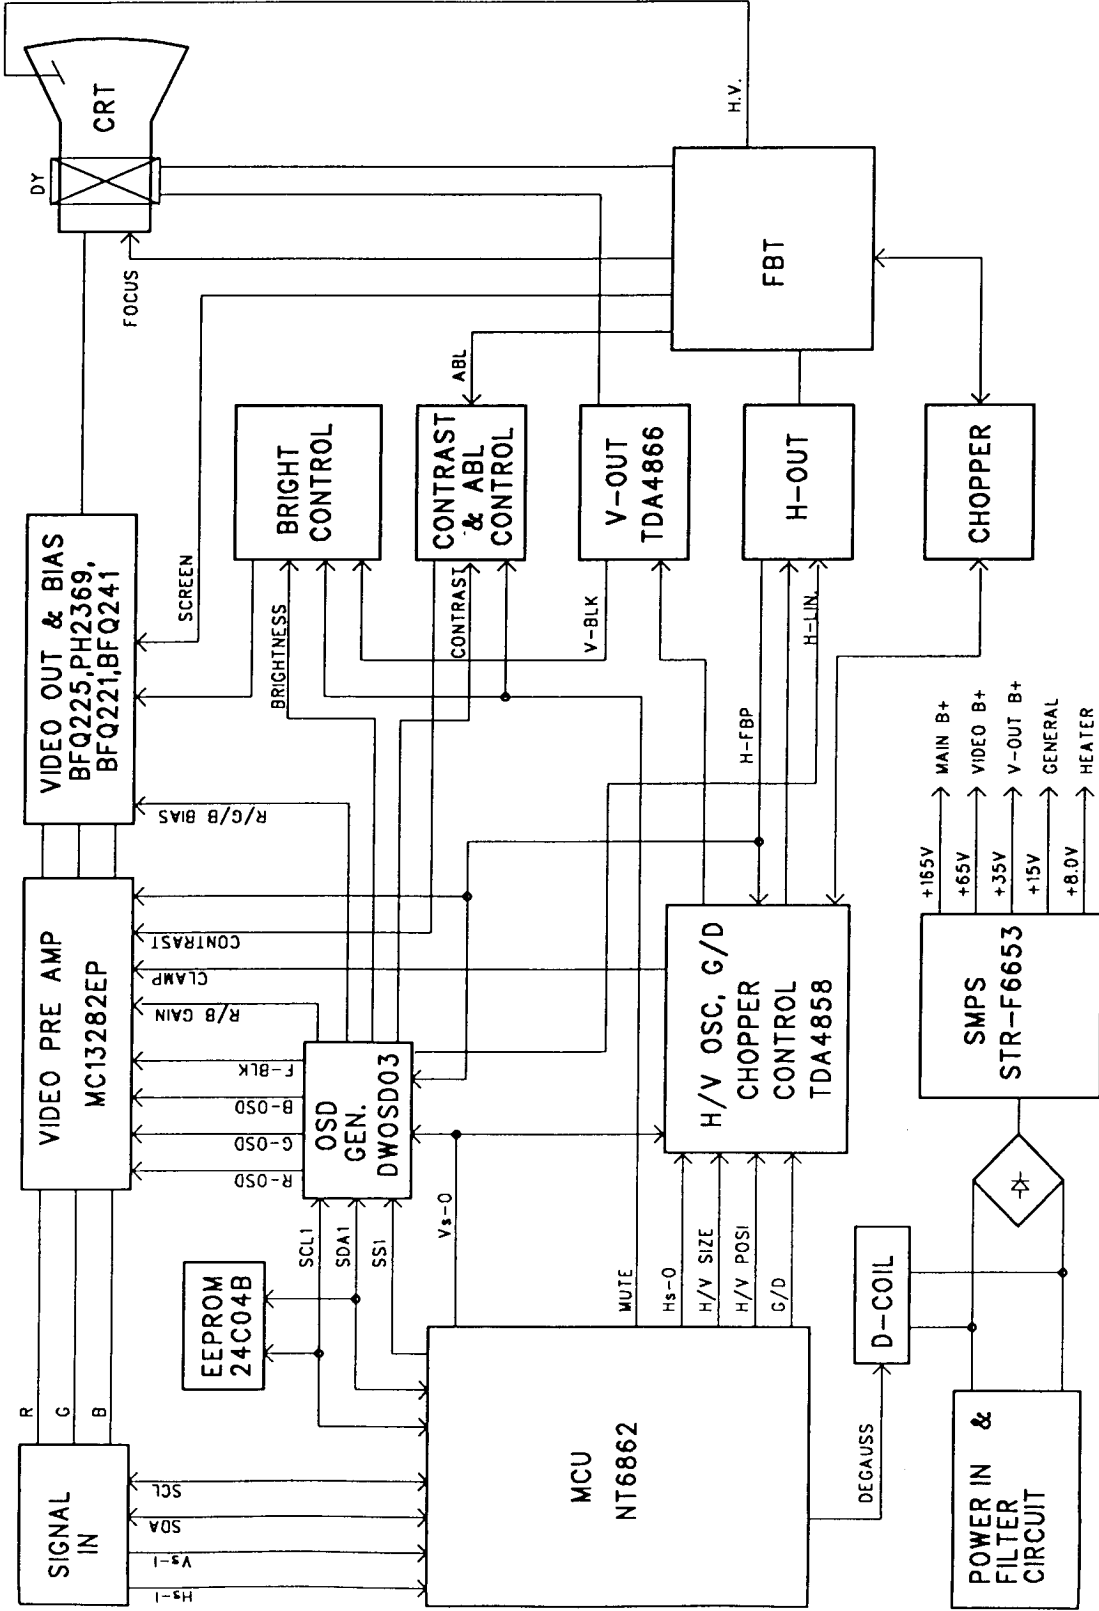 SIGNAL
IN
R
G
B
VIDEO PRE AMP
MC13282EP
VIDEO OUT & BIAS
BFQ225,PH2369,
BFQ221,BFQ241
DY
CRT
Hs-I
Vs-I
SDA
SCL
R-OSD
G-OSD
B-OSD
F-BLK
R/B GAIN
CLAMP
CONTRAST
R/G/B BIAS
SCREEN
FOCUS
EEPROM
24C04B
SCL1
SDA1
SS1
OSD
GEN.
DWOSD03
BRIGHTNESS
BRIGHT
CONTROL
CONTRAST
CONTRAST
& ABL
CONTROL
ABL
Vs-O
MCU
NT6862
MUTE
Hs-O
H/V SIZE
H/V POSI
G/D
H/V OSC, G/D
CHOPPER
CONTROL
TDA4858
V-BLK
V-OUT
TDA4866
H-FBP
H-LIN.
H-OUT
FBT
H.V.
DEGAUSS
D-COIL
CHOPPER
POWER IN &
FILTER
CIRCUIT
SMPS
STR-F6653
+165V
MAIN B+
+65V
VIDEO B+
+35V
V-OUT B+
+15V
GENERAL
+8.0V
HEATER